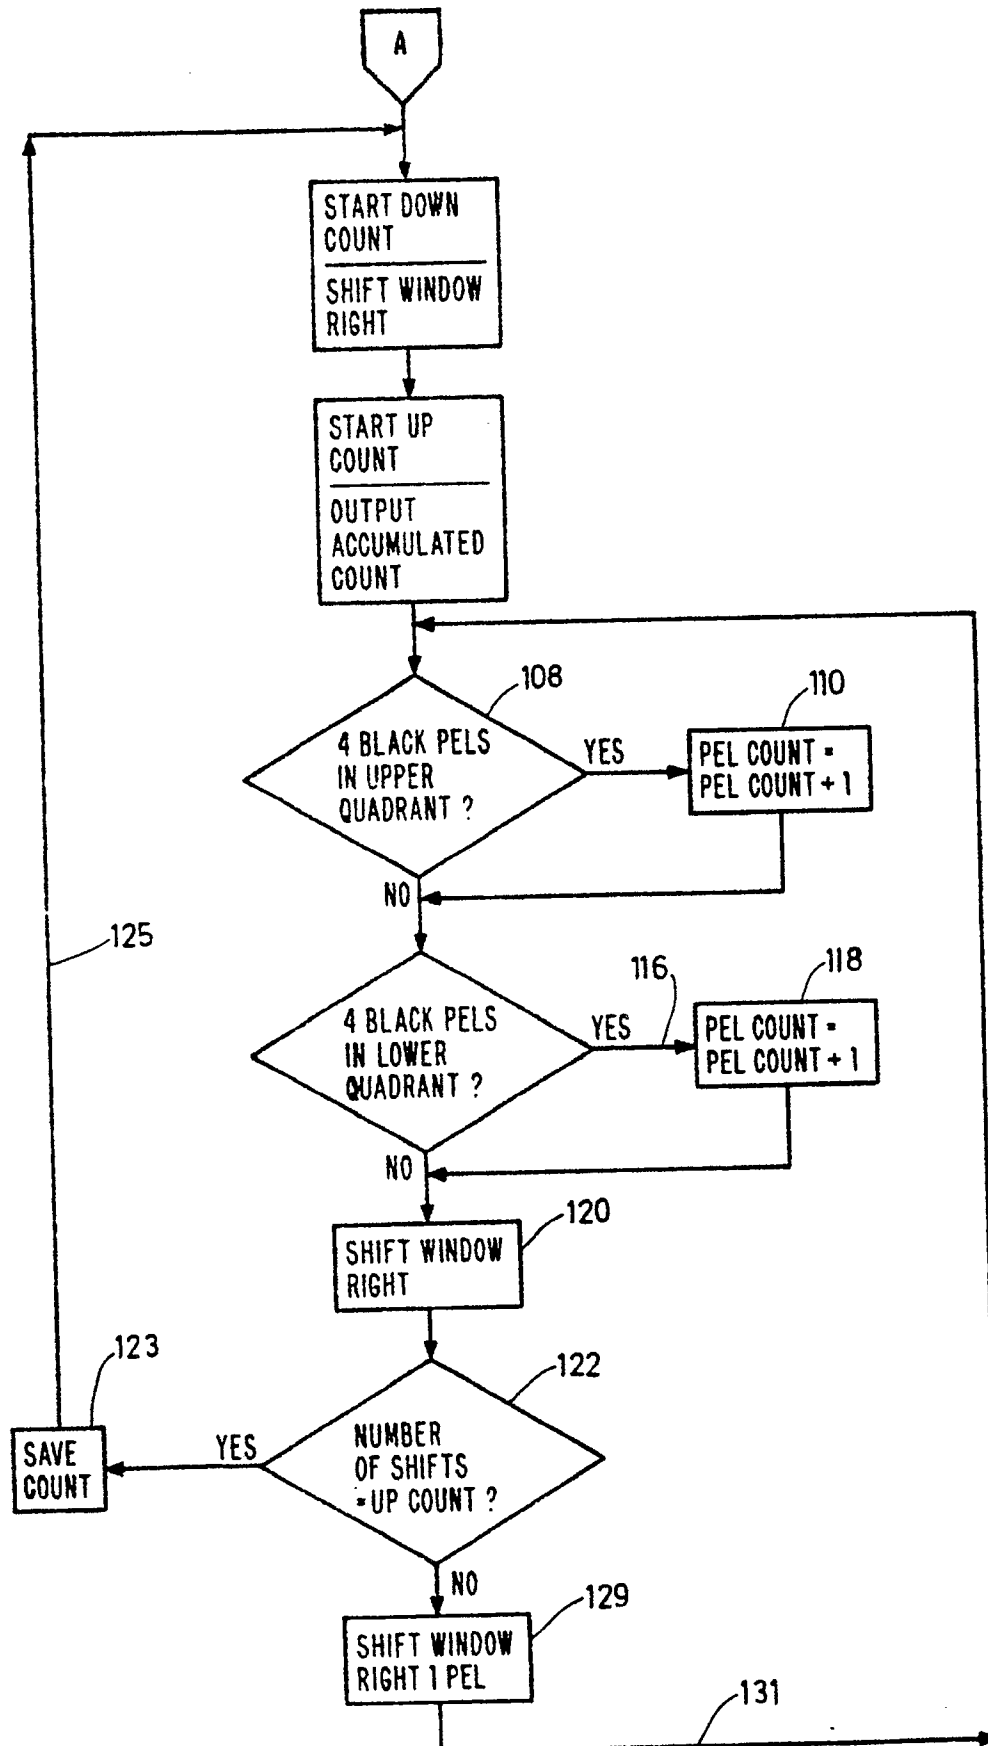 A
START DOWN
COUNT
SHIFT WINDOW
RIGHT
START UP
COUNT
OUTPUT
ACCUMULATED
COUNT
108
4 BLACK PELS
IN UPPER
QUADRANT ?
YES
110
PEL COUNT =
PEL COUNT + 1
NO
125
4 BLACK PELS
IN LOWER
QUADRANT ?
YES
116
118
PEL COUNT =
PEL COUNT + 1
NO
120
SHIFT WINDOW
RIGHT
122
NUMBER
OF SHIFTS
= UP COUNT ?
YES
123
SAVE
COUNT
NO
129
SHIFT WINDOW
RIGHT 1 PEL
131